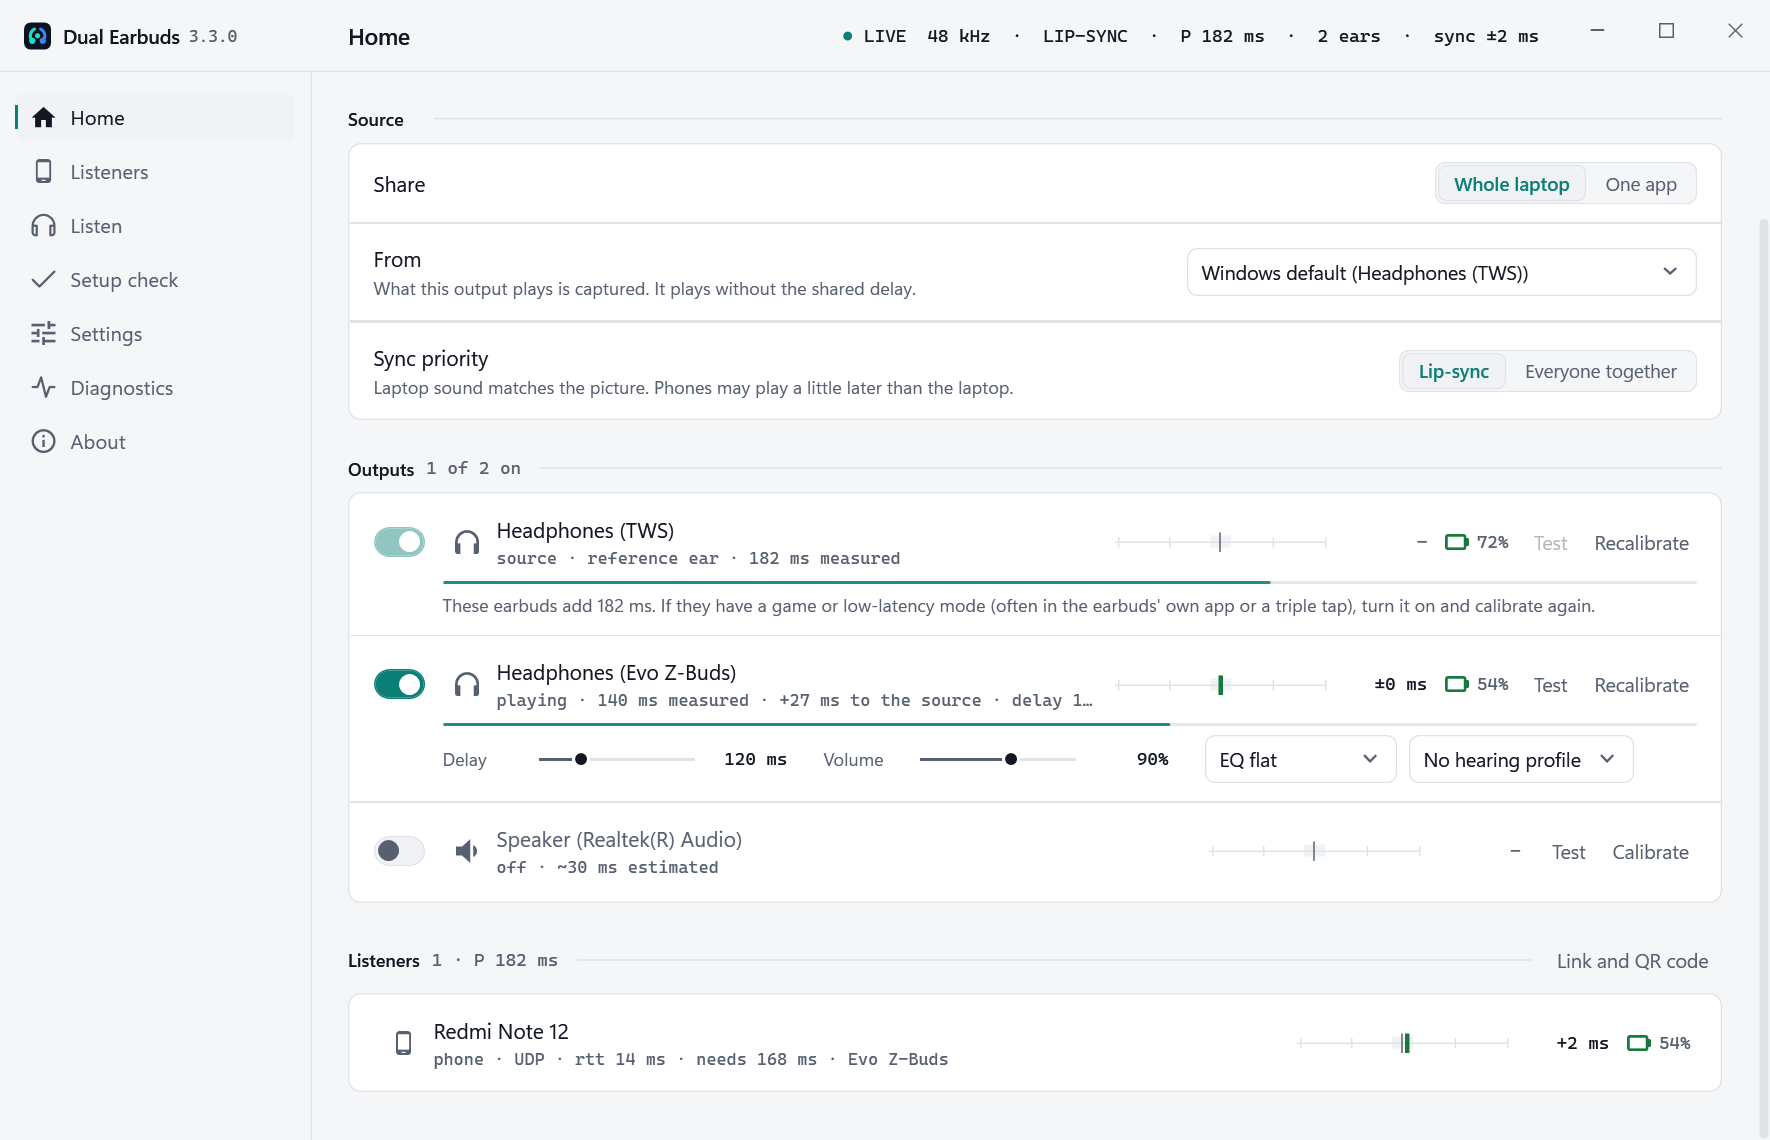 Dual Earbuds 3.3.0
Home
LIVE 48 kHz · LIP-SYNC · P 182 ms · 2 ears · sync ±2 ms
Home
Listeners
Listen
Setup check
Settings
Diagnostics
About
Source
Share
Whole laptop
One app
From
What this output plays is captured. It plays without the shared delay.
Windows default (Headphones (TWS))
Sync priority
Laptop sound matches the picture. Phones may play a little later than the laptop.
Lip-sync
Everyone together
Outputs 1 of 2 on
Headphones (TWS)
source · reference ear · 182 ms measured
– 72% Test Recalibrate
These earbuds add 182 ms. If they have a game or low-latency mode (often in the earbuds' own app or a triple tap), turn it on and calibrate again.
Headphones (Evo Z-Buds)
playing · 140 ms measured · +27 ms to the source · delay 1…
±0 ms 54% Test Recalibrate
Delay 120 ms Volume 90% EQ flat No hearing profile
Speaker (Realtek(R) Audio)
off · ~30 ms estimated
– Test Calibrate
Listeners 1 · P 182 ms
Link and QR code
Redmi Note 12
phone · UDP · rtt 14 ms · needs 168 ms · Evo Z-Buds
+2 ms 54%